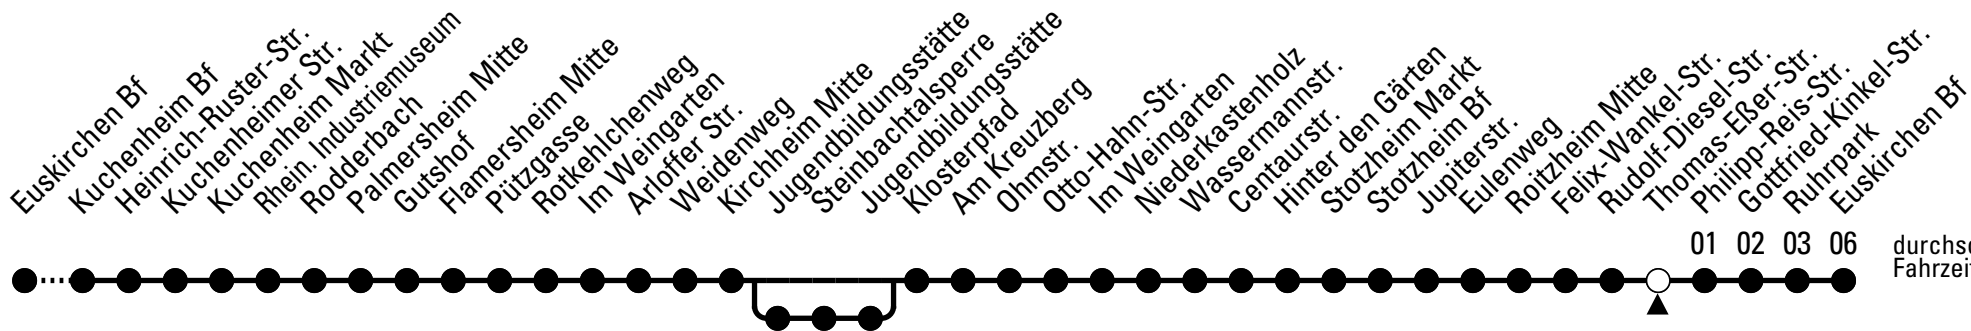 Euskirchen Bf
Kuchenheim Bf
Heinrich-Ruster-Str.
Kuchenheimer Str.
Kuchenheim Markt
Rhein. Industriemuseum
Rodderbach
Palmersheim Mitte
Gutshof
Flamersheim Mitte
Pützgasse
Rotkehlchenweg
Im Weingarten
Arloffer Str.
Weidenweg
Kirchheim Mitte
Jugendbildungsstätte
Steinbachtalsperre
Jugendbildungsstätte
Klosterpfad
Am Kreuzberg
Ohmstr.
Otto-Hahn-Str.
Im Weingarten
Niederkastenholz
Wassermannstr.
Centaurstr.
Hinter den Gärten
Stotzheim Markt
Stotzheim Bf
Jupiterstr.
Eulenweg
Roitzheim Mitte
Felix-Wankel-Str.
Rudolf-Diesel-Str.
Thomas-Eßer-Str.
Philipp-Reis-Str.
Gottfried-Kinkel-Str.
Ruhrpark
Euskirchen Bf
01 02 03 06